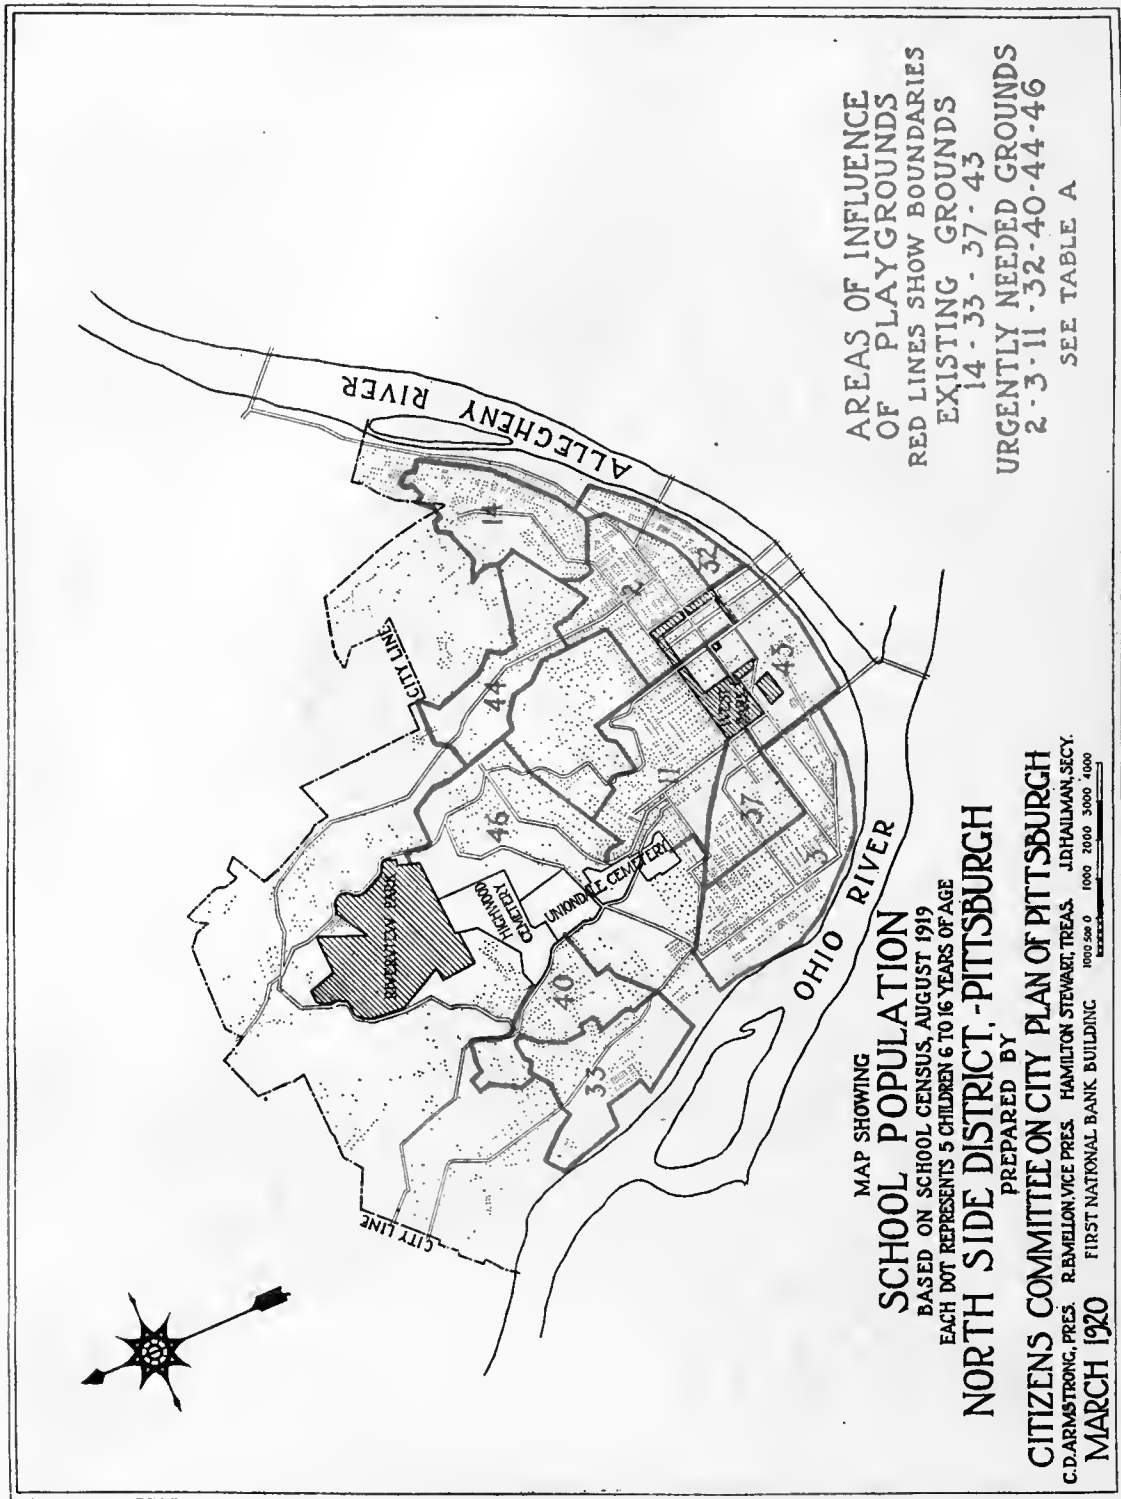 AREAS OF INFLUENCE
OF PLAYGROUNDS
RED LINES SHOW BOUNDARIES
EXISTING GROUNDS
14 - 33 - 37 - 43
URGENTLY NEEDED GROUNDS
2 - 3 - 11 - 32 - 40 - 44 - 46
SEE TABLE A
ALLEGHENY RIVER
CITY LINE
14
44
2
32
46
11
43
37
3
RIVERVIEW PARK
HIGHWOOD
CEMETERY
UNIONDALE CEMETERY
40
33
CITY LINE
OHIO RIVER
MAP SHOWING
SCHOOL POPULATION
BASED ON SCHOOL CENSUS, AUGUST 1919
EACH DOT REPRESENTS 5 CHILDREN 6 TO 16 YEARS OF AGE
NORTH SIDE DISTRICT,-PITTSBURGH
PREPARED BY
CITIZENS COMMITTEE ON CITY PLAN OF PITTSBURGH
C.D. ARMSTRONG, PRES. R.B. MELLON, VICE PRES. HAMILTON STEWART, TREAS. J.D. HAILMAN, SECY.
MARCH 1920 FIRST NATIONAL BANK BUILDING 1000 500 0 1000 2000 3000 4000